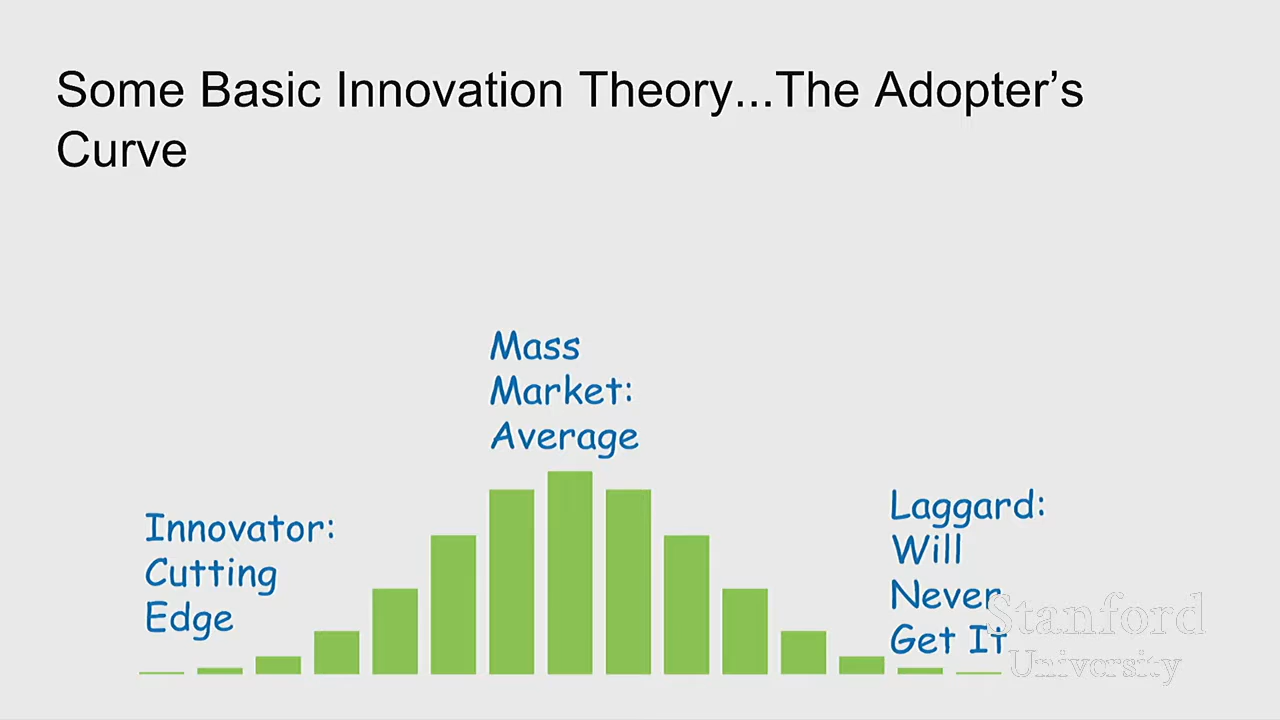 Some Basic Innovation Theory...The Adopter’s
Curve
Mass
Market:
Average
Innovator:
Cutting
Edge
Laggard:
Will
Never
Get It
Stanford
University